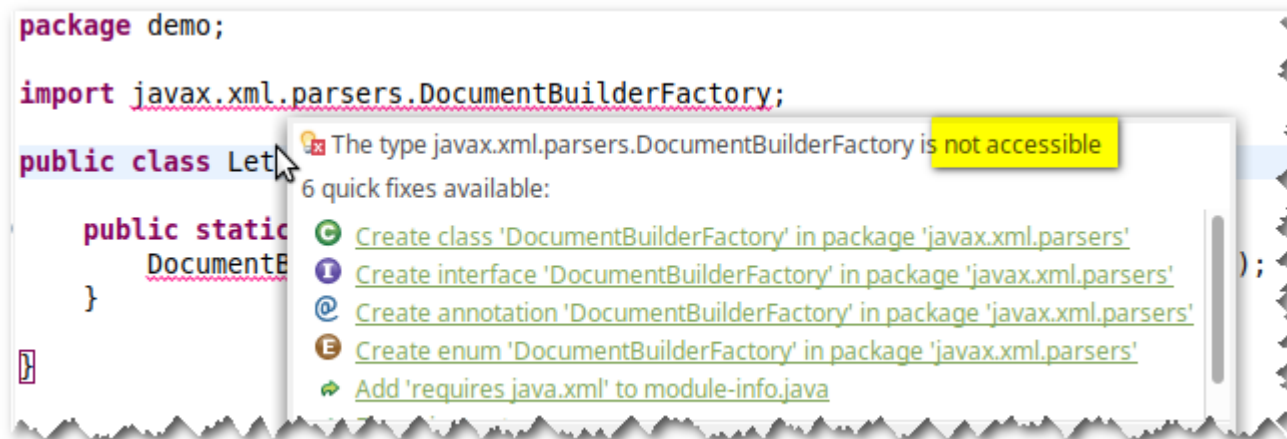 package demo;
import javax.xml.parsers.DocumentBuilderFactory;
The type javax.xml.parsers.DocumentBuilderFactory is not accessible
public class Let
6 quick fixes available:
public static
Create class 'DocumentBuilderFactory' in package 'javax.xml.parsers'
DocumentB
);
Create interface 'DocumentBuilderFactory' in package 'javax.xml.parsers'
}
Create annotation 'DocumentBuilderFactory' in package 'javax.xml.parsers'
Create enum 'DocumentBuilderFactory' in package 'javax.xml.parsers'
}
Add 'requires java.xml' to module-info.java